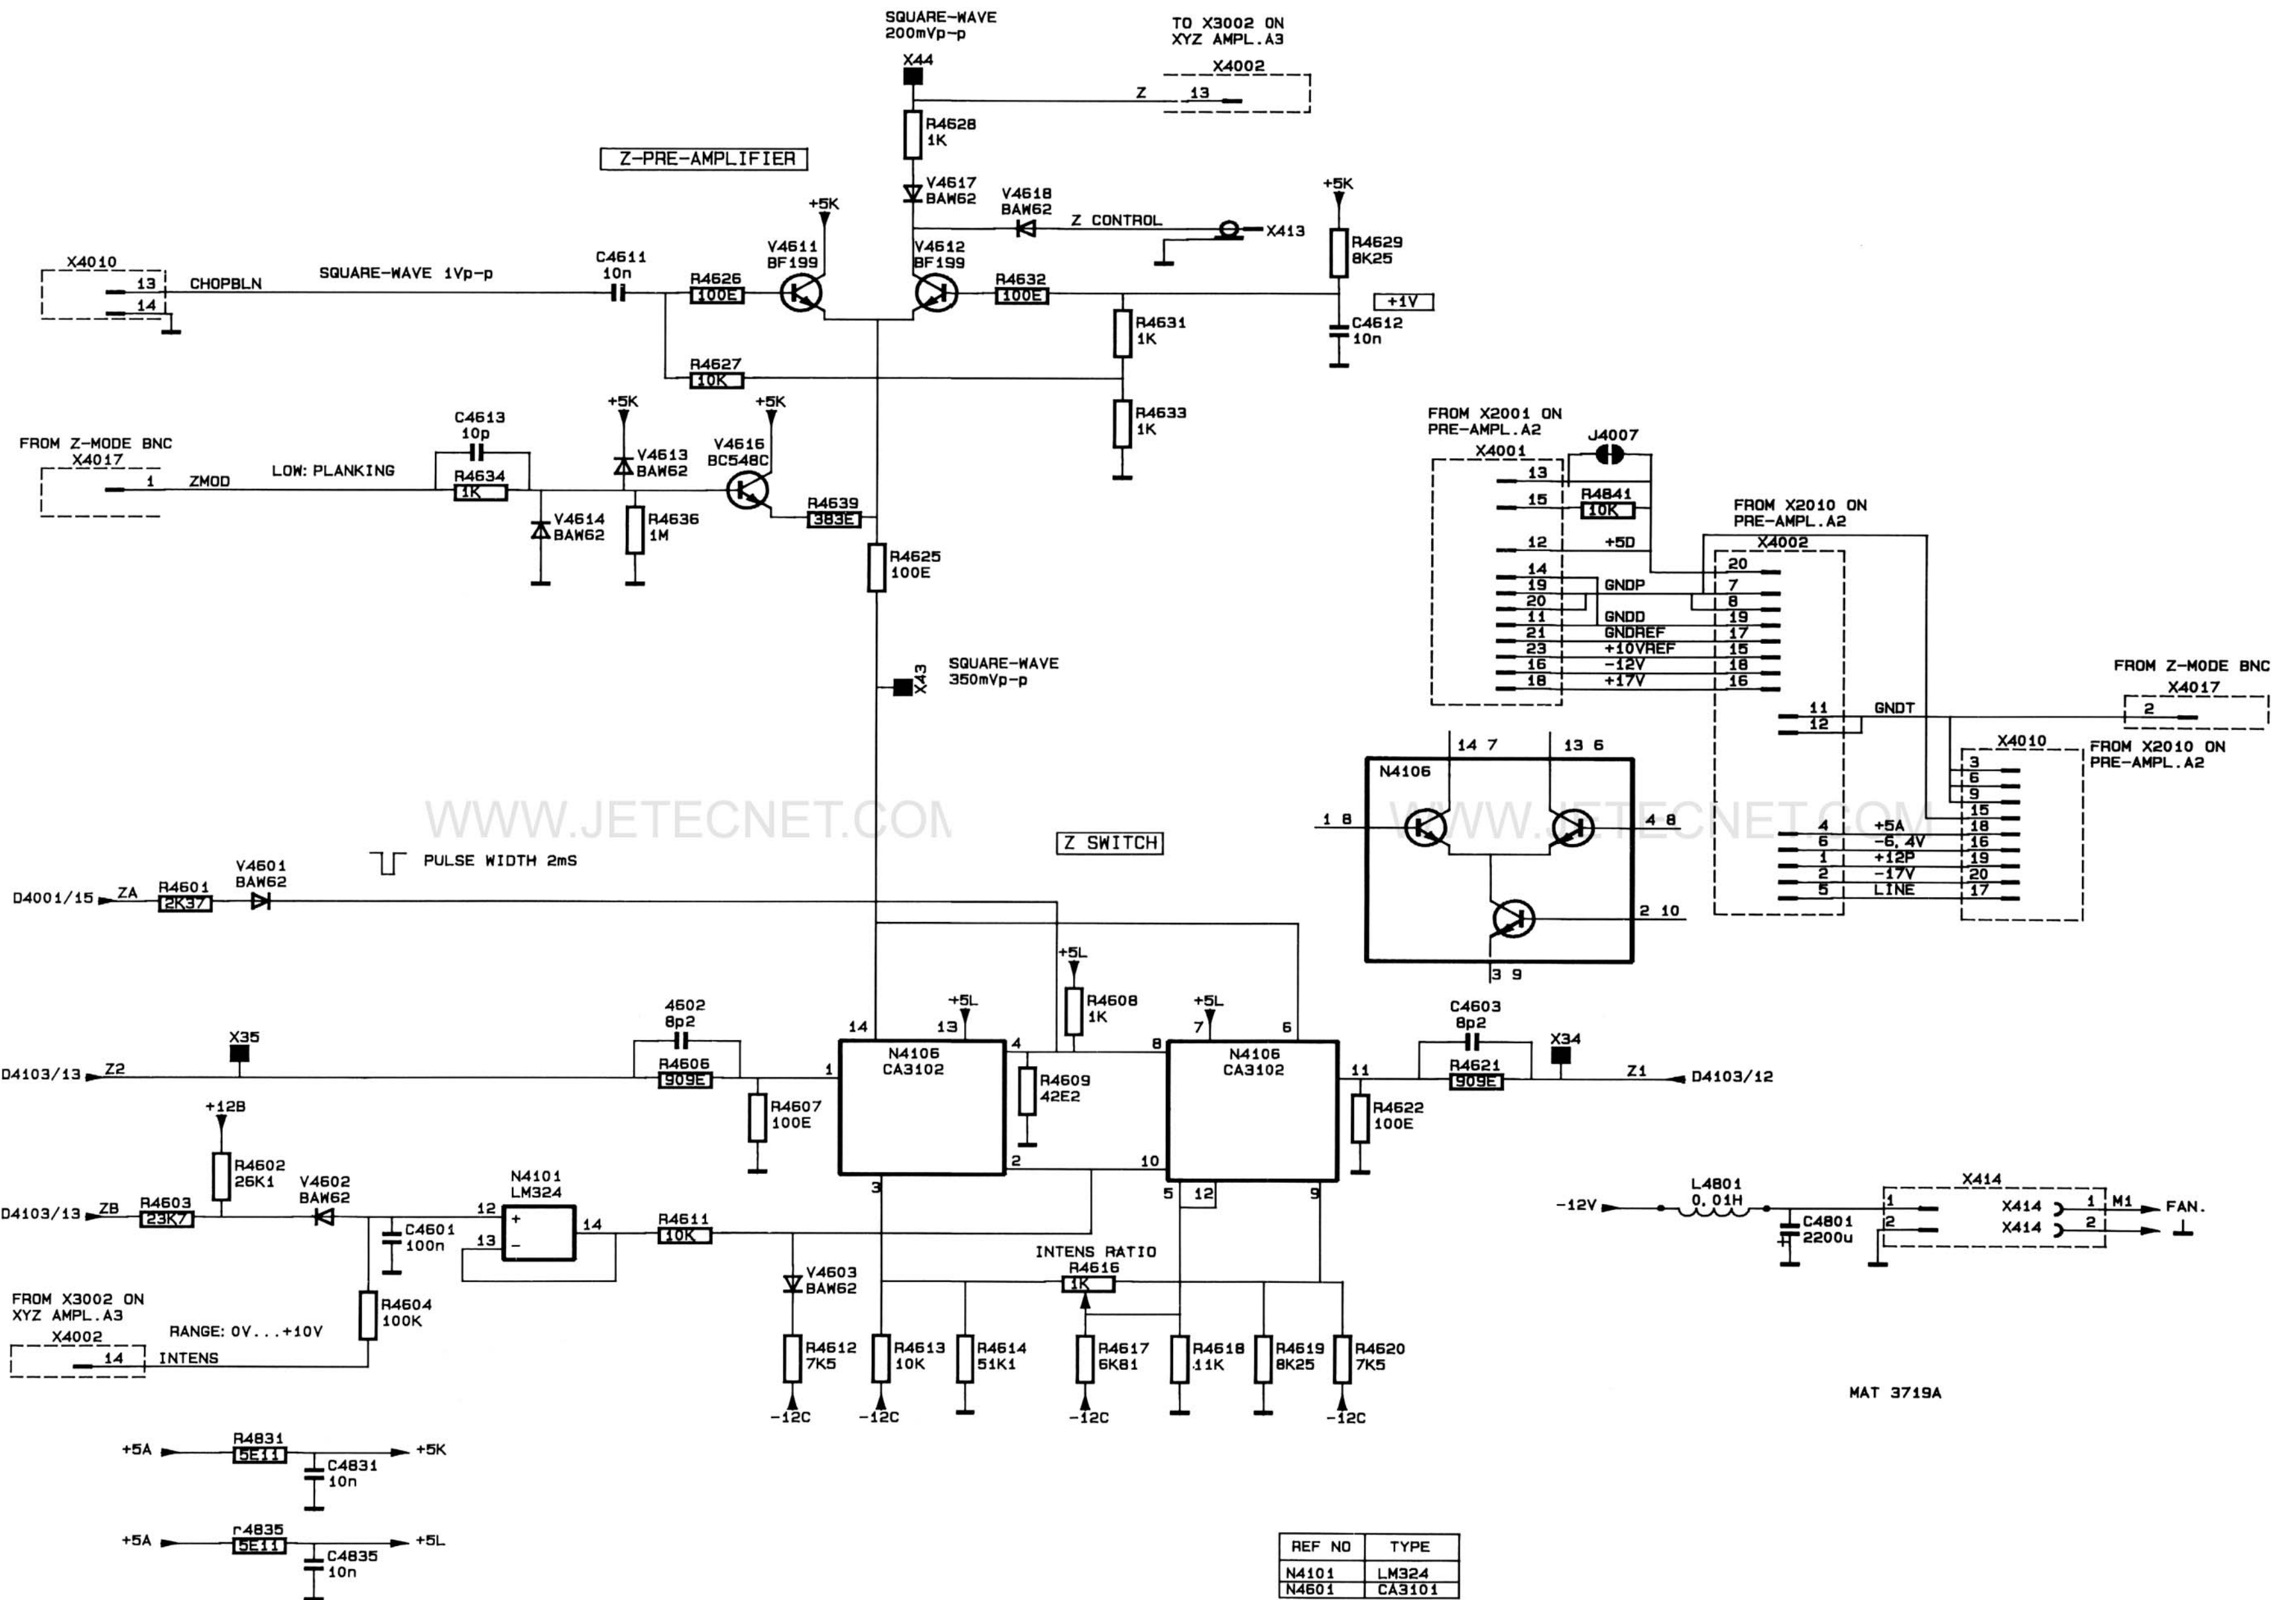 SQUARE-WAVE
200mVp-p
X44
TO X3002 ON
XYZ AMPL.A3
X4002
Z
13
R4628
1K
Z-PRE-AMPLIFIER
V4617
BAW62
V4618
BAW62
Z CONTROL
X413
+5K
R4629
8K25
+5K
V4611
BF199
V4612
BF199
X4010
13
14
CHOPBLN
SQUARE-WAVE 1Vp-p
C4611
10n
R4626
100E
R4632
100E
+1V
R4631
1K
C4612
10n
R4627
10K
R4633
1K
FROM Z-MODE BNC
X4017
1
ZMOD
LOW: PLANKING
C4613
10p
R4634
1K
+5K
V4613
BAW62
V4614
BAW62
R4636
1M
+5K
V4616
BC548C
R4639
383E
R4625
100E
X43
SQUARE-WAVE
350mVp-p
FROM X2001 ON
PRE-AMPL.A2
X4001
J4007
13
15
R4841
10K
12
+5D
14
19
GNDP
20
11
GNDD
21
GNDREF
23
+10VREF
16
-12V
18
+17V
FROM X2010 ON
PRE-AMPL.A2
X4002
20
7
8
19
17
15
18
16
11
12
GNDT
4
+5A
6
-6,4V
1
+12P
2
-17V
5
LINE
FROM Z-MODE BNC
X4017
2
X4010
FROM X2010 ON
PRE-AMPL.A2
3
6
9
15
18
16
19
20
17
N4106
14 7
13 6
1 8
4 8
2 10
3 9
WWW.JETECNET.COM
WWW.JETECNET.COM
PULSE WIDTH 2mS
Z SWITCH
D4001/15
ZA
R4601
2K37
V4601
BAW62
+5L
R4608
1K
D4103/13
Z2
X35
4602
8p2
R4606
909E
R4607
100E
1
14
13
+5L
N4106
CA3102
4
2
3
R4609
42E2
8
10
7
+5L
6
N4106
CA3102
11
5
12
9
C4603
8p2
R4621
909E
R4622
100E
X34
Z1
D4103/12
+12B
R4602
26K1
D4103/13
ZB
R4603
23K7
V4602
BAW62
C4601
100n
N4101
LM324
12
+
13
-
14
R4611
10K
R4604
100K
FROM X3002 ON
XYZ AMPL.A3
X4002
14
RANGE: 0V...+10V
INTENS
V4603
BAW62
INTENS RATIO
R4616
1K
R4612
7K5
R4613
10K
R4614
51K1
R4617
6K81
R4618
11K
R4619
8K25
R4620
7K5
-12C
-12C
-12C
-12C
-12V
L4801
0,01H
C4801
2200u
+
X414
1
2
X414
X414
1
2
M1
FAN.
MAT 3719A
+5A
R4831
5E11
+5K
C4831
10n
+5A
r4835
5E11
+5L
C4835
10n
REF NO TYPE
N4101 LM324
N4601 CA3101